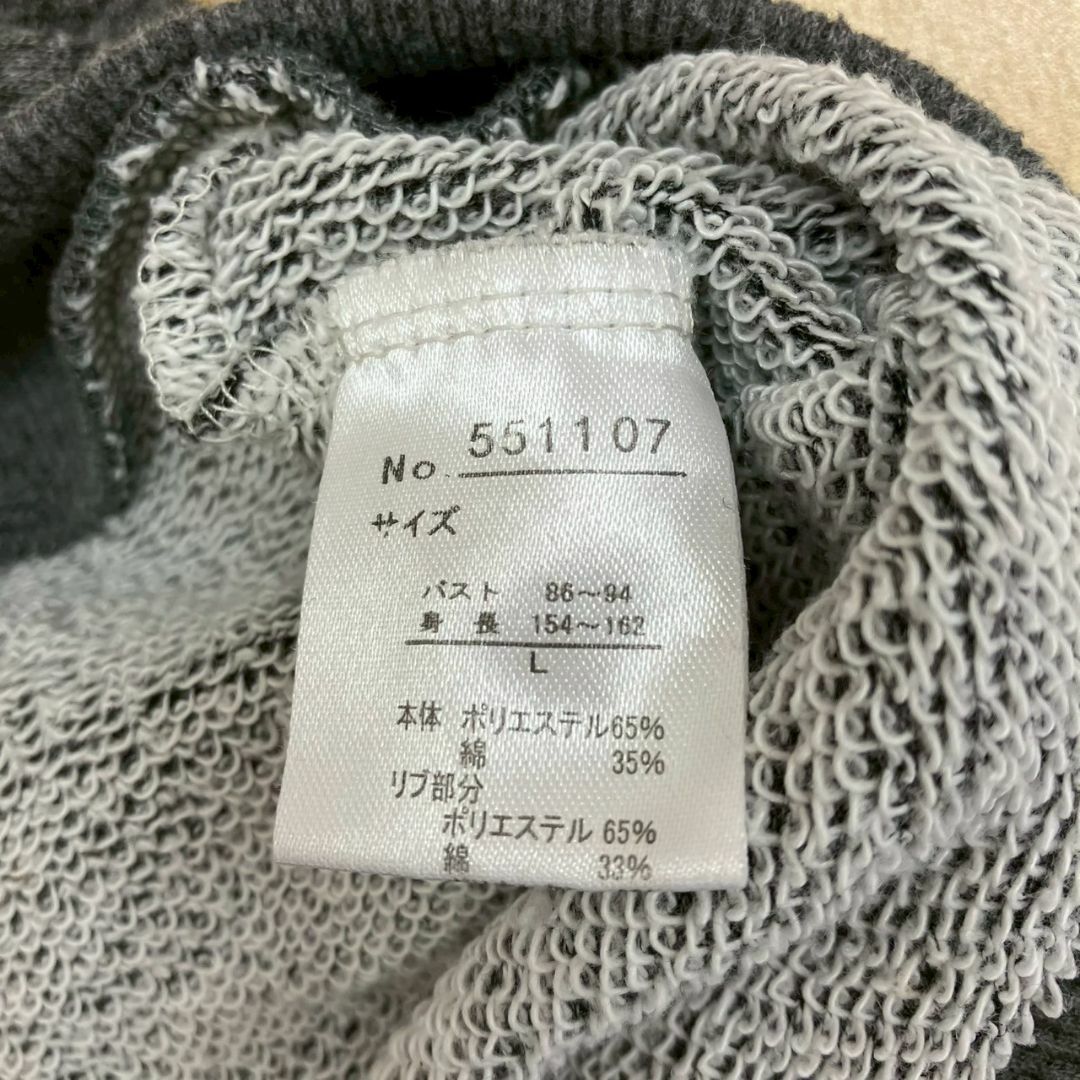 No. 551107
サイズ
バスト 86～94
身長 154～162
L
本体 ポリエステル65%
綿 35%
リブ部分
ポリエステル 65%
綿 33%